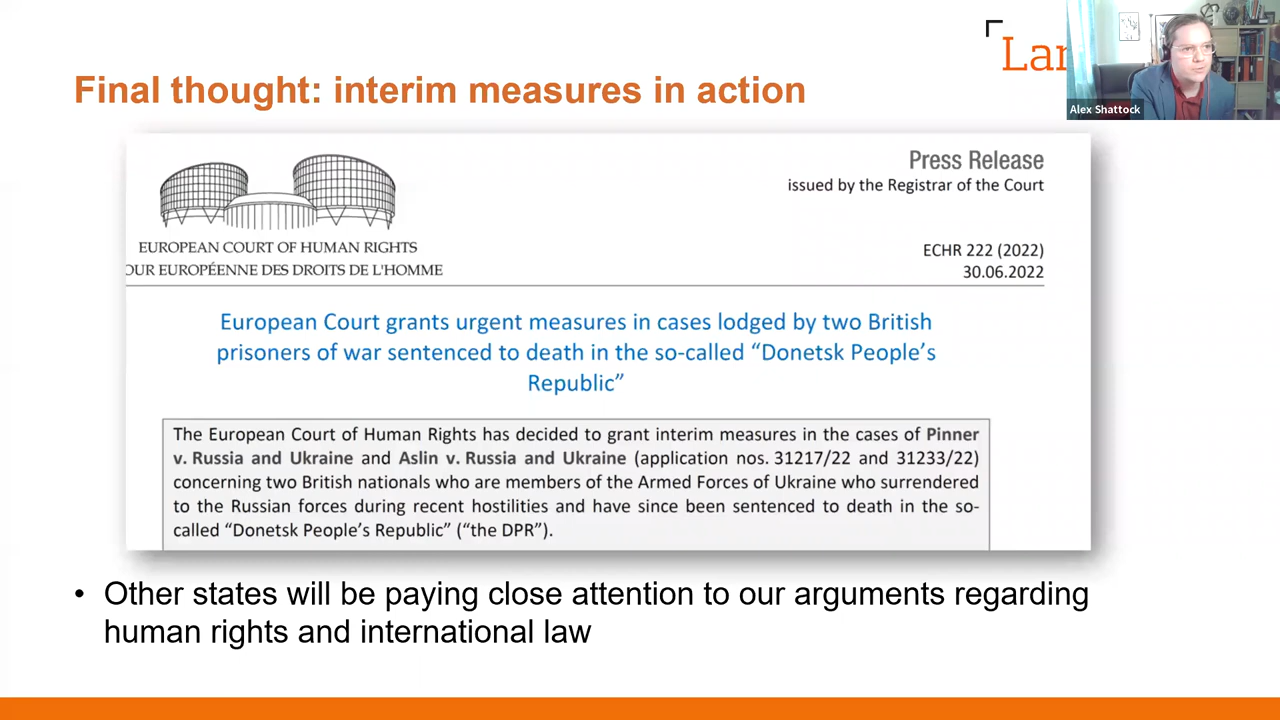 Final thought: interim measures in action
Alex Shattock
Press Release
issued by the Registrar of the Court
EUROPEAN COURT OF HUMAN RIGHTS
OUR EUROPÉENNE DES DROITS DE L'HOMME
ECHR 222 (2022)
30.06.2022
European Court grants urgent measures in cases lodged by two British
prisoners of war sentenced to death in the so-called “Donetsk People’s
Republic”
The European Court of Human Rights has decided to grant interim measures in the cases of Pinner
v. Russia and Ukraine and Aslin v. Russia and Ukraine (application nos. 31217/22 and 31233/22)
concerning two British nationals who are members of the Armed Forces of Ukraine who surrendered
to the Russian forces during recent hostilities and have since been sentenced to death in the so-
called “Donetsk People’s Republic” (“the DPR”).
• Other states will be paying close attention to our arguments regarding
human rights and international law